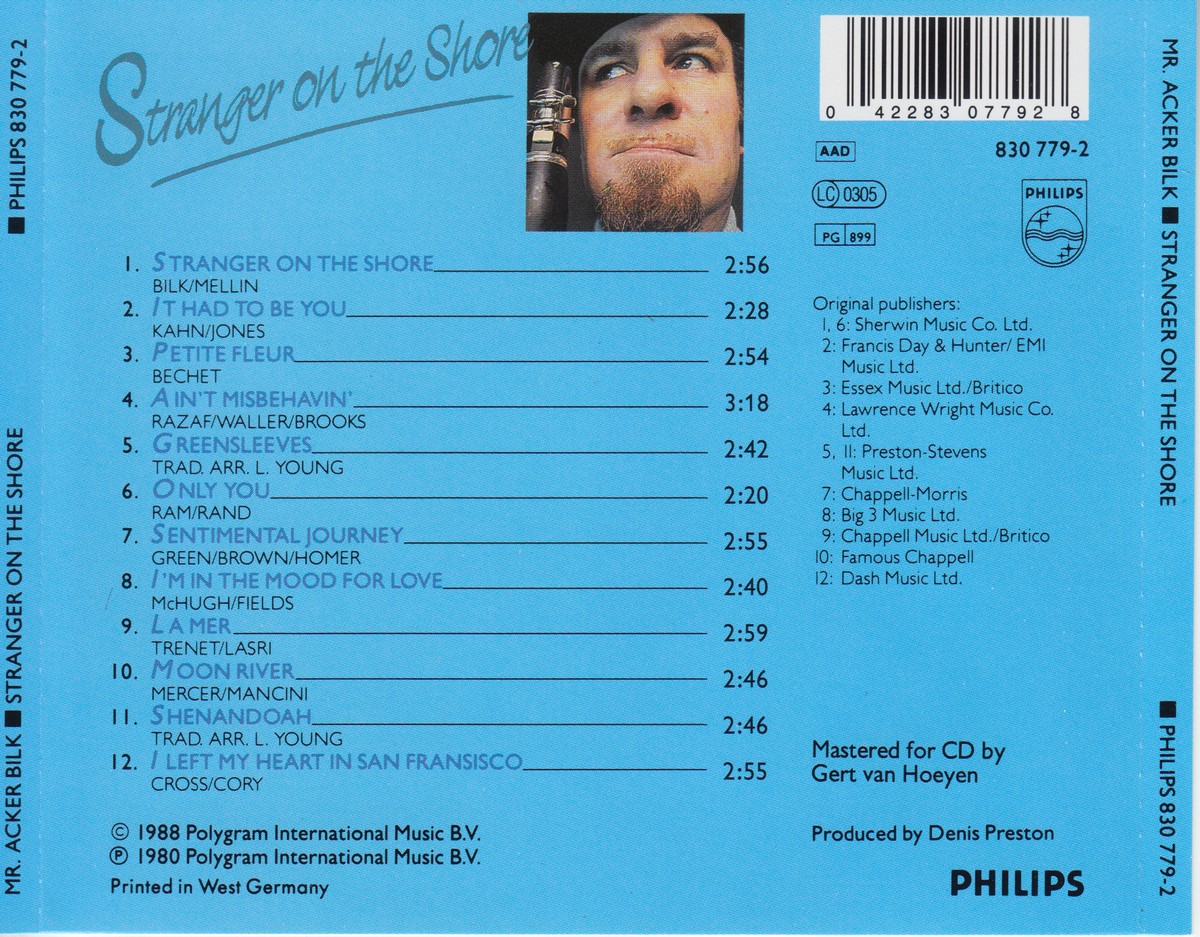 PHILIPS 830 779-2
MR. ACKER BILK ■ STRANGER ON THE SHORE
Stranger on the Shore
0 42283 07792 8
AAD
830 779-2
LC 0305
PHILIPS
PG 899
1. STRANGER ON THE SHORE 2:56
BILK/MELLIN
2. IT HAD TO BE YOU 2:28
KAHN/JONES
3. PETITE FLEUR 2:54
BECHET
4. AIN'T MISBEHAVIN' 3:18
RAZAF/WALLER/BROOKS
5. GREENSLEEVES 2:42
TRAD. ARR. L. YOUNG
6. ONLY YOU 2:20
RAM/RAND
7. SENTIMENTAL JOURNEY 2:55
GREEN/BROWN/HOMER
8. I'M IN THE MOOD FOR LOVE 2:40
McHUGH/FIELDS
9. LA MER 2:59
TRENET/LASRI
10. MOON RIVER 2:46
MERCER/MANCINI
11. SHENANDOAH 2:46
TRAD. ARR. L. YOUNG
12. I LEFT MY HEART IN SAN FRANSISCO 2:55
CROSS/CORY
Original publishers:
1, 6: Sherwin Music Co. Ltd.
2: Francis Day & Hunter/ EMI
Music Ltd.
3: Essex Music Ltd./Britico
4: Lawrence Wright Music Co.
Ltd.
5, 11: Preston-Stevens
Music Ltd.
7: Chappell-Morris
8: Big 3 Music Ltd.
9: Chappell Music Ltd./Britico
10: Famous Chappell
12: Dash Music Ltd.
Mastered for CD by
Gert van Hoeyen
Produced by Denis Preston
PHILIPS
© 1988 Polygram International Music B.V.
℗ 1980 Polygram International Music B.V.
Printed in West Germany
MR. ACKER BILK ■ STRANGER ON THE SHORE
■ PHILIPS 830 779-2